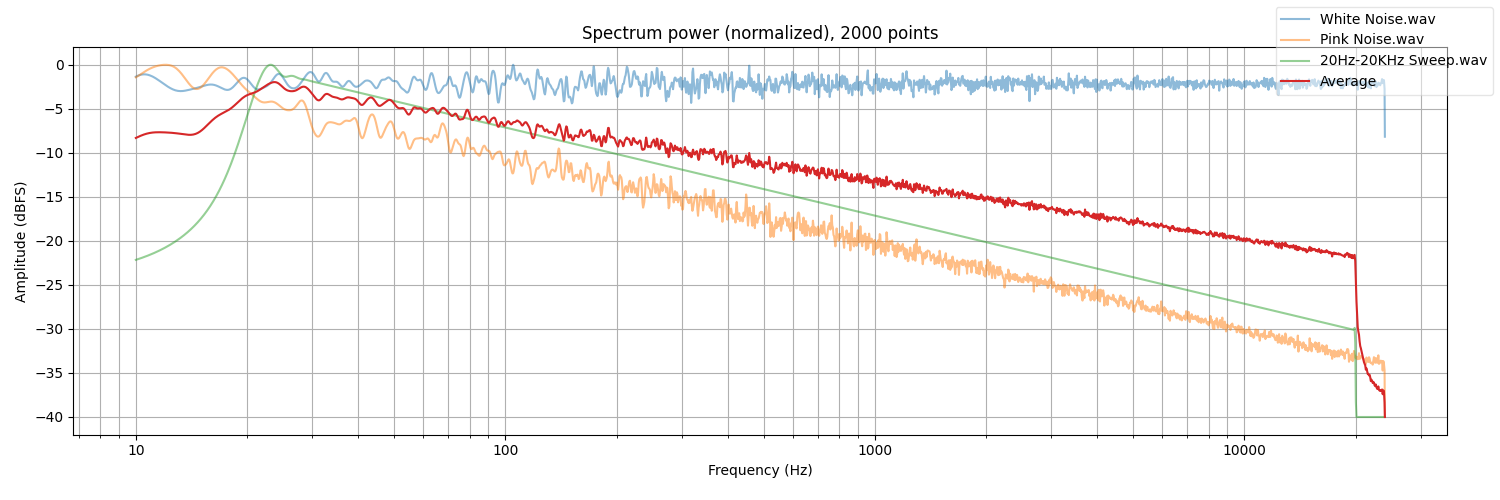 Spectrum power (normalized), 2000 points
White Noise.wav
Pink Noise.wav
20Hz-20KHz Sweep.wav
Average
Amplitude (dBFS)
0
−5
−10
−15
−20
−25
−30
−35
−40
10 100 1000 10000
Frequency (Hz)